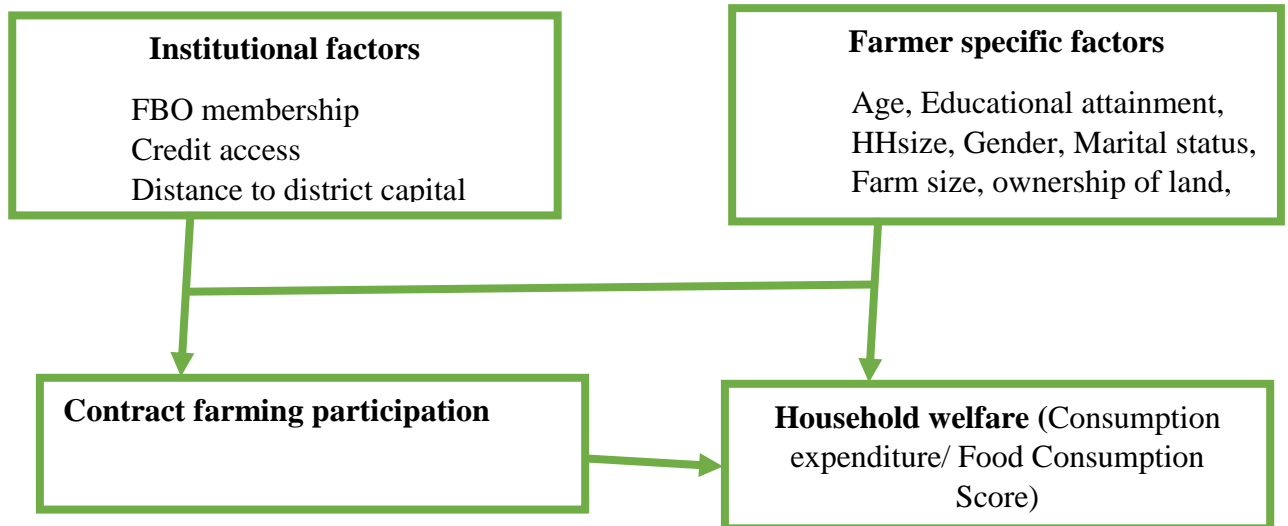 Institutional factors
FBO membership
Credit access
Distance to district capital
Farmer specific factors
Age, Educational attainment,
HHsize, Gender, Marital status,
Farm size, ownership of land,
Contract farming participation
Household welfare (Consumption
expenditure/ Food Consumption
Score)